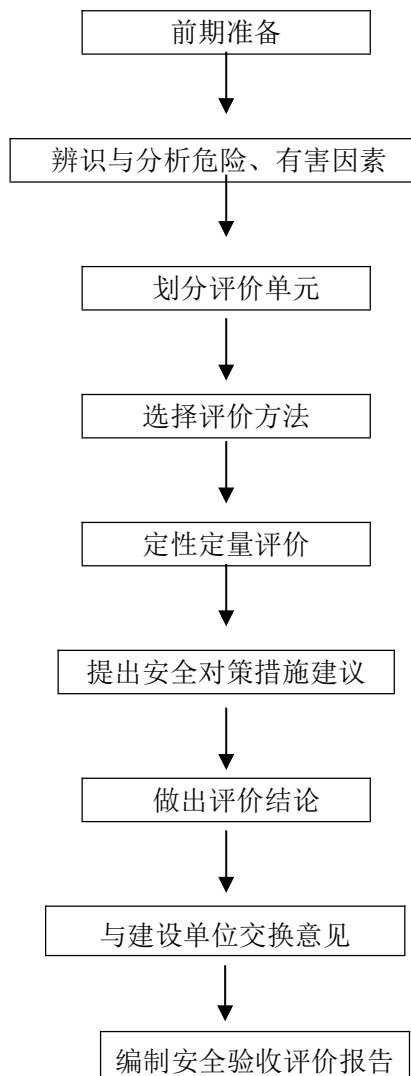 前期准备
辨识与分析危险、有害因素
划分评价单元
选择评价方法
定性定量评价
提出安全对策措施建议
做出评价结论
与建设单位交换意见
编制安全验收评价报告